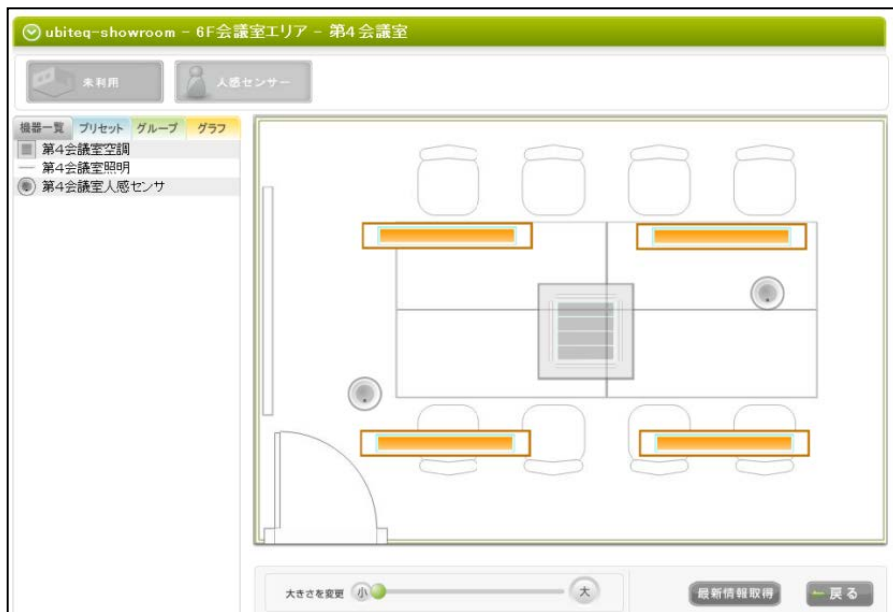 ubiteq-showroom - 6F会議室エリア - 第4会議室
未利用
人感センサー
機器一覧 プリセット グループ グラフ
第4会議室空調
第4会議室照明
第4会議室人感センサ
大きさを変更 小 大
最新情報取得 戻る